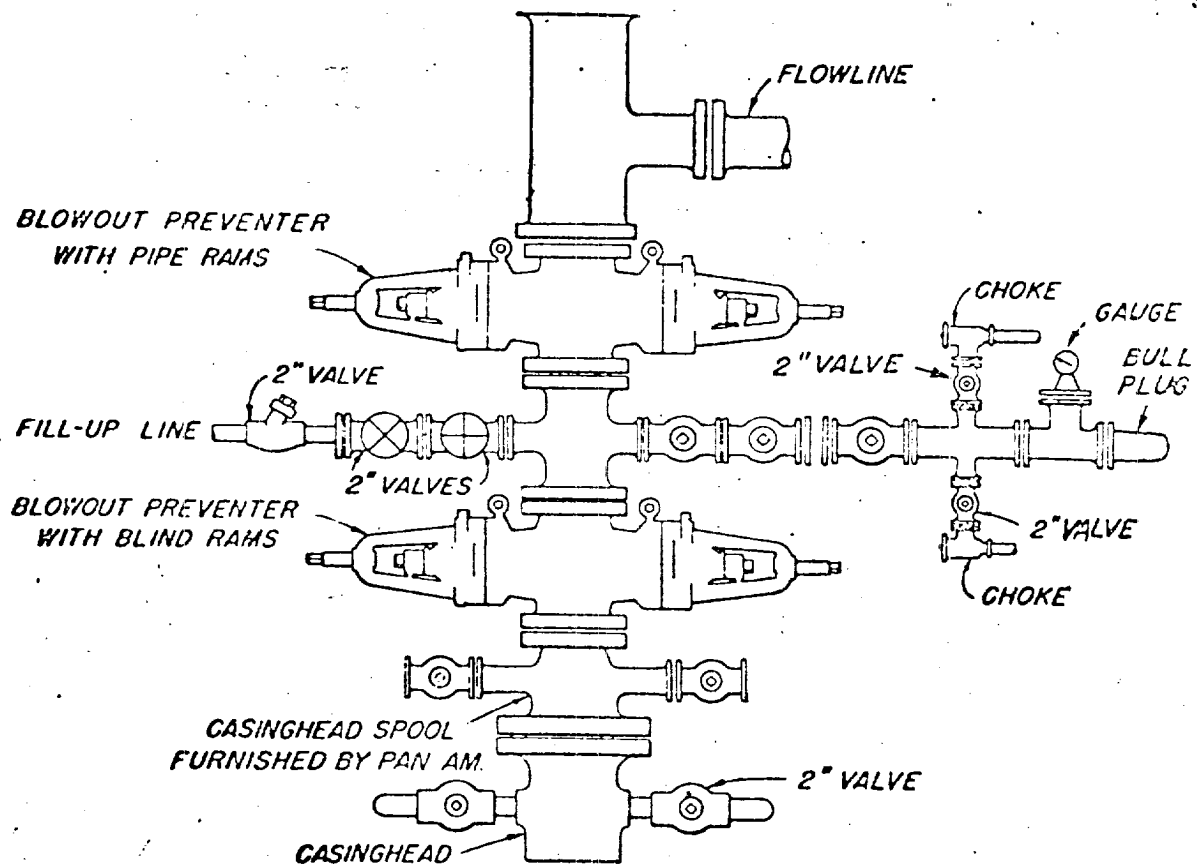 FLOWLINE
BLOWOUT PREVENTER
WITH PIPE RAMS
CHOKE
GAUGE
2" VALVE
BULL
PLUG
2" VALVE
FILL-UP LINE
2" VALVES
BLOWOUT PREVENTER
WITH BLIND RAMS
2" VALVE
CHOKE
CASINGHEAD SPOOL
FURNISHED BY PAN AM.
2" VALVE
CASINGHEAD